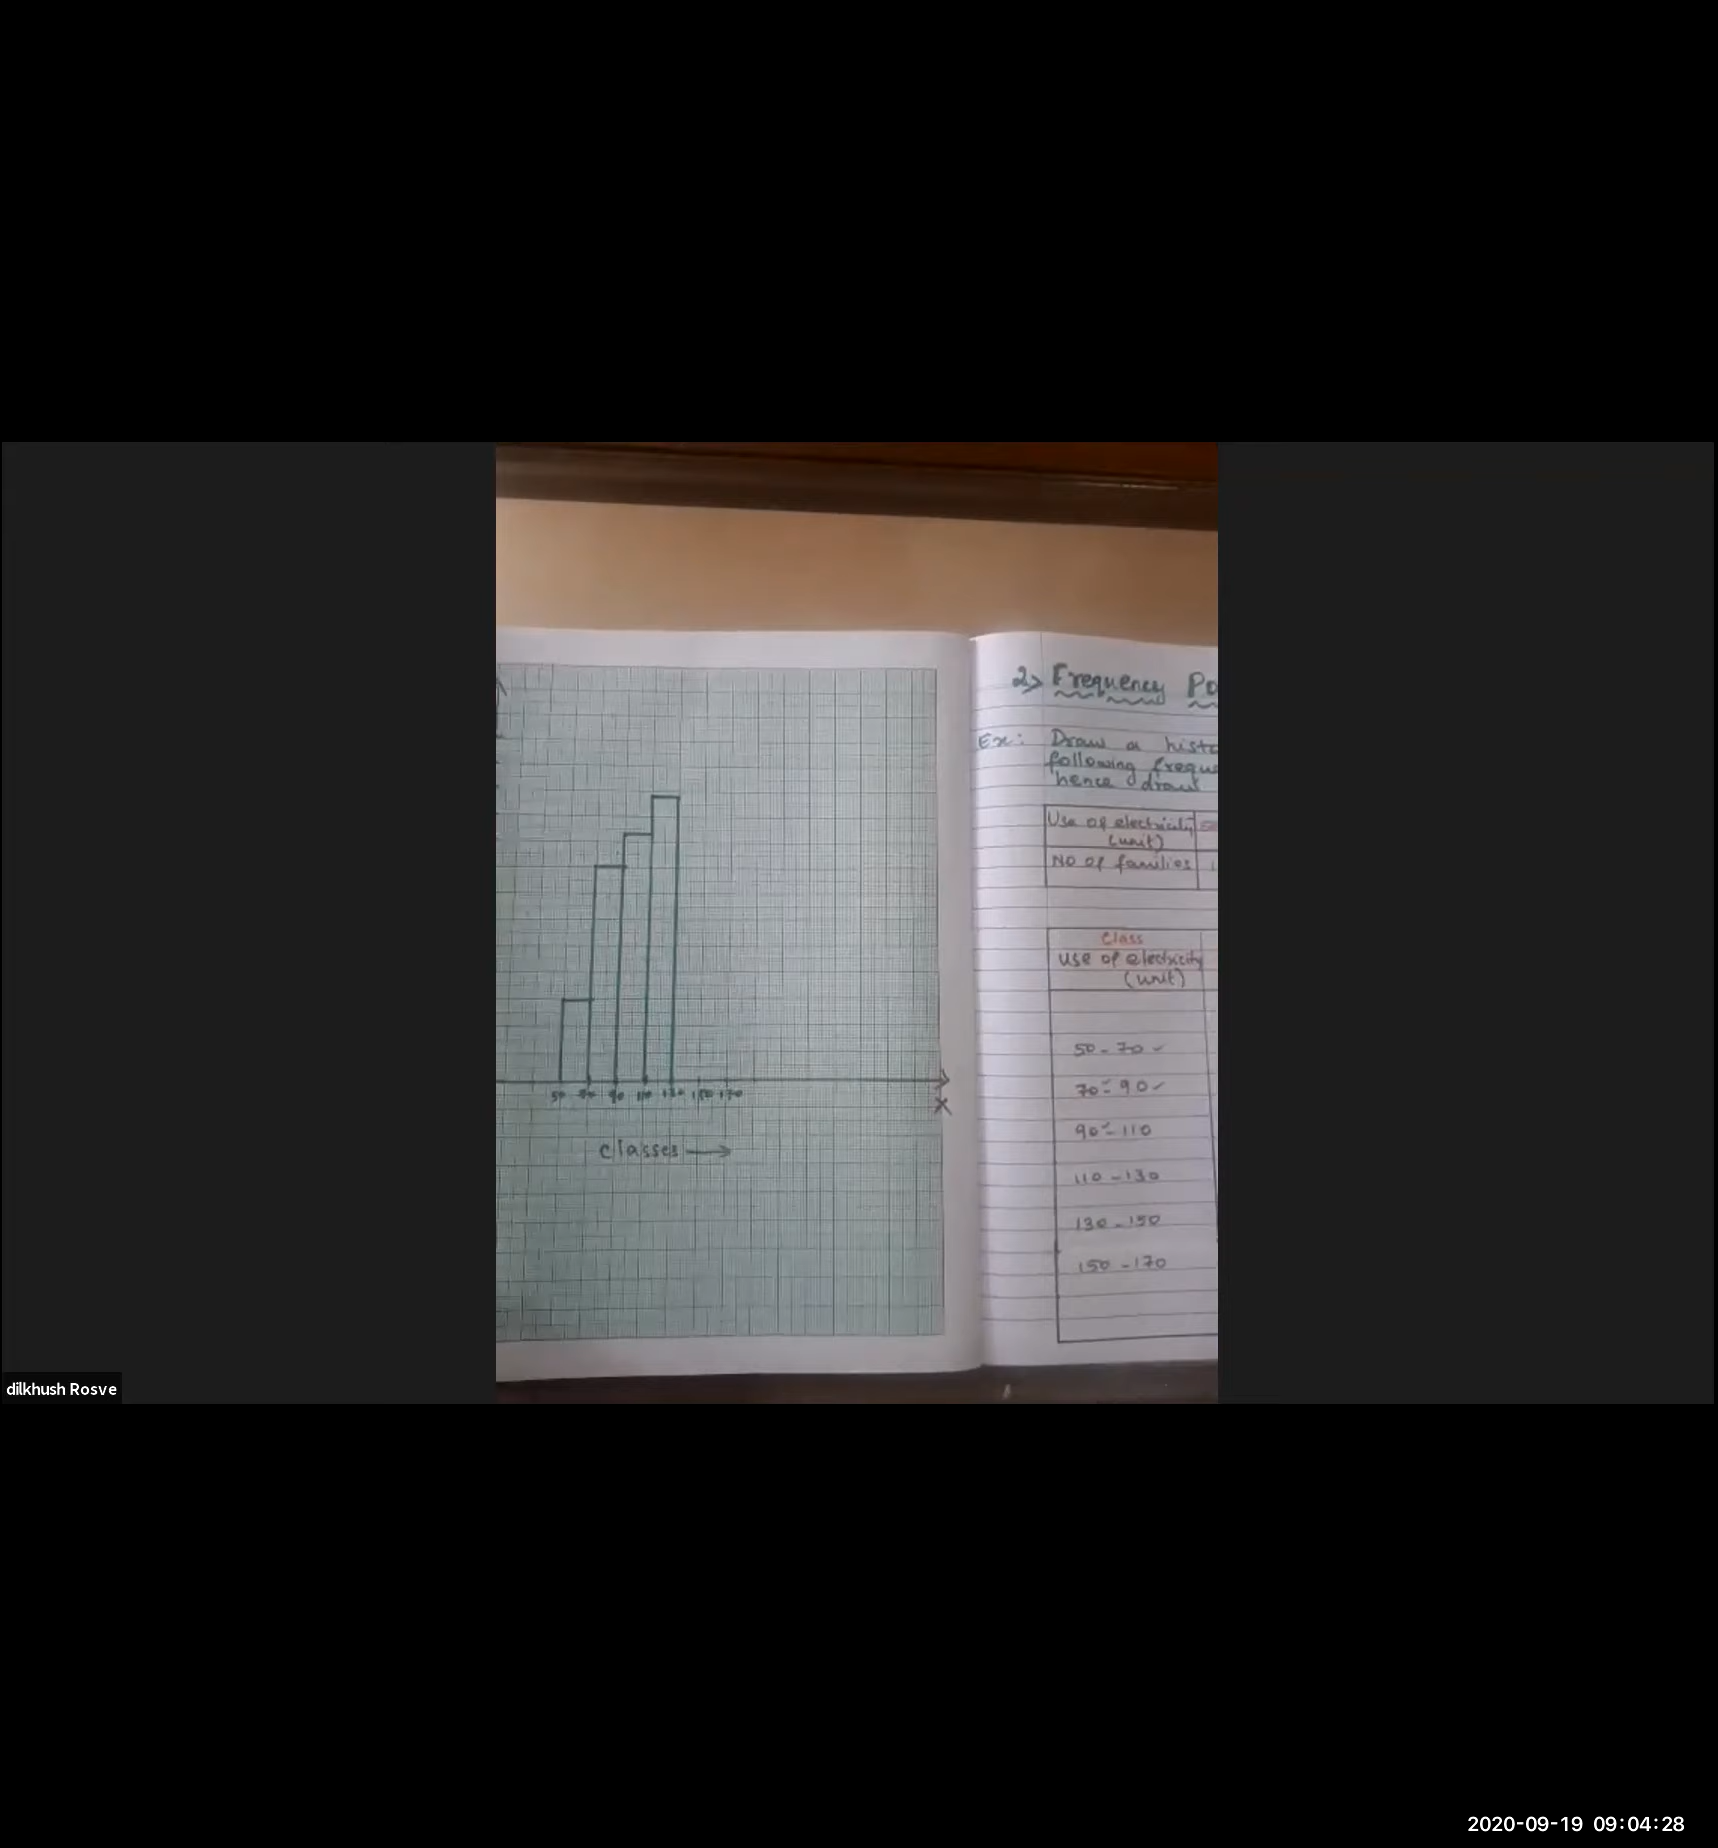 50 90 110 130 150 170
X
classes
2> Frequency Po
Ex: Draw a histo
following freque
hence draw
Use of electricity
(unit)
No of families
Class
use of electricity
(unit)
50 - 70
70 - 90
90 - 110
110 - 130
130 - 150
150 - 170
dilkhush Rosve
2020-09-19 09:04:28